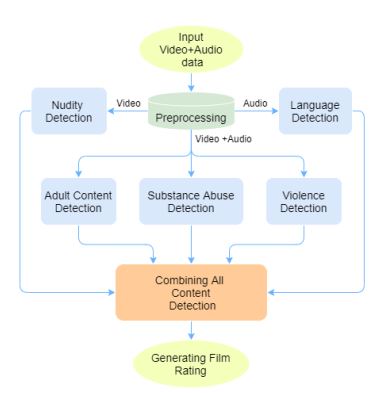 Input
Video+Audio
data
Nudity
Detection
Video
Preprocessing
Audio
Language
Detection
Video +Audio
Adult Content
Detection
Substance Abuse
Detection
Violence
Detection
Combining All
Content
Detection
Generating Film
Rating